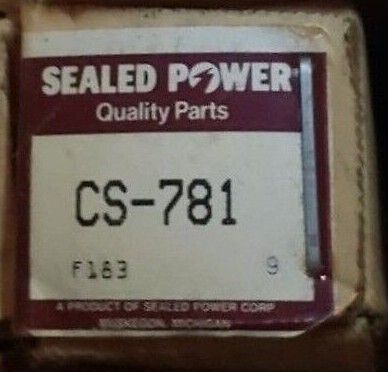 SEALED POWER
Quality Parts
CS-781
F183 9
A PRODUCT OF SEALED POWER CORP
MUSKEGON, MICHIGAN